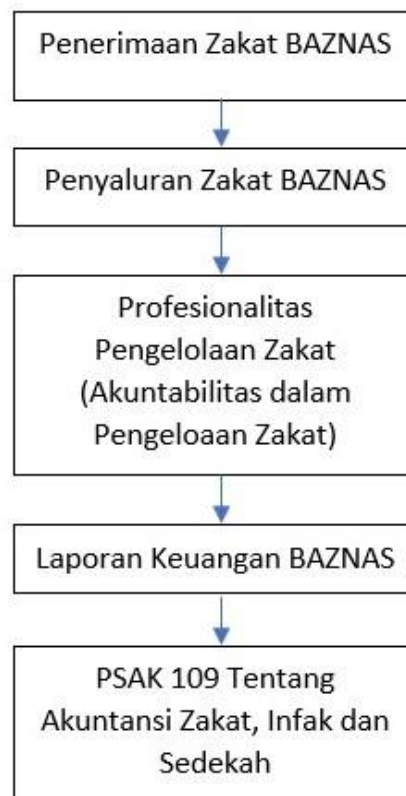 Penerimaan Zakat BAZNAS
Penyaluran Zakat BAZNAS
Profesionalitas
Pengelolaan Zakat
(Akuntabilitas dalam
Pengeloaan Zakat)
Laporan Keuangan BAZNAS
PSAK 109 Tentang
Akuntansi Zakat, Infak dan
Sedekah